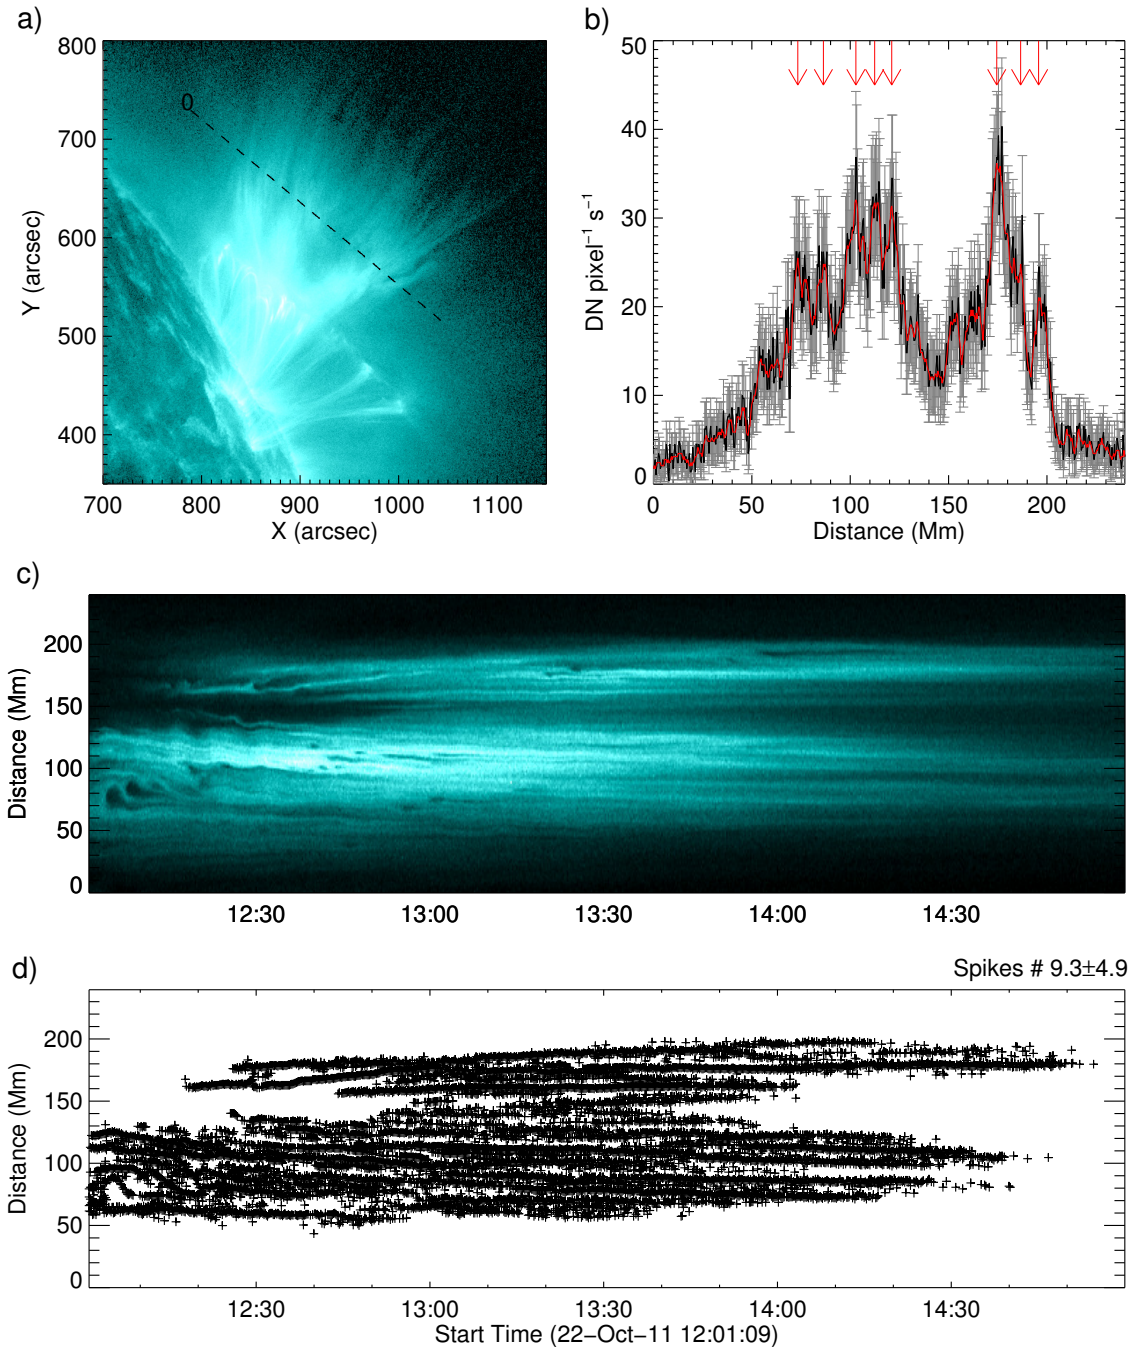 a)
800
700
600
500
400
Y (arcsec)
0
700 800 900 1000 1100
X (arcsec)
b)
50
40
30
20
10
0
DN pixel⁻¹ s⁻¹
0 50 100 150 200
Distance (Mm)
c)
200
150
100
50
0
Distance (Mm)
12:30 13:00 13:30 14:00 14:30
d)
Spikes # 9.3±4.9
200
150
100
50
0
Distance (Mm)
12:30 13:00 13:30 14:00 14:30
Start Time (22-Oct-11 12:01:09)